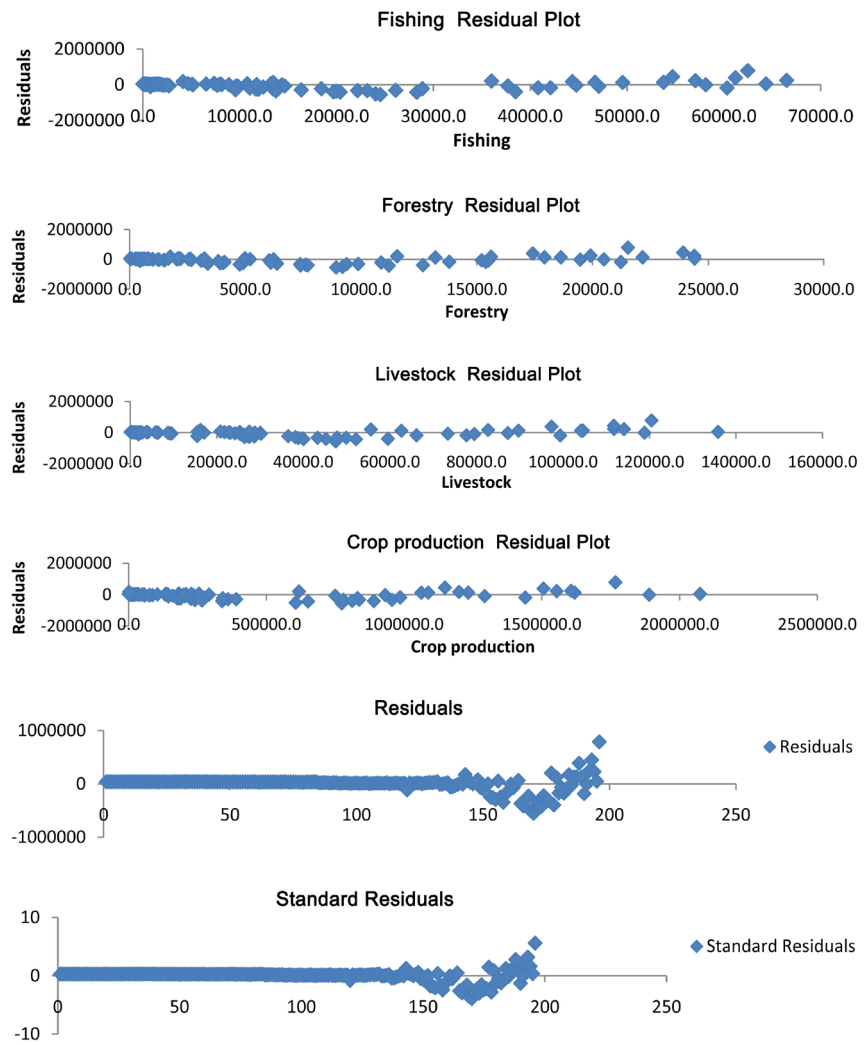 Fishing Residual Plot
2000000
0
-2000000
Residuals
0.0 10000.0 20000.0 30000.0 40000.0 50000.0 60000.0 70000.0
Fishing
Forestry Residual Plot
2000000
0
-2000000
Residuals
0.0 5000.0 10000.0 15000.0 20000.0 25000.0 30000.0
Forestry
Livestock Residual Plot
2000000
0
-2000000
Residuals
0.0 20000.0 40000.0 60000.0 80000.0 100000.0 120000.0 140000.0 160000.0
Livestock
Crop production Residual Plot
2000000
0
-2000000
Residuals
0.0 500000.0 1000000.0 1500000.0 2000000.0 2500000.0
Crop production
Residuals
1000000
0
-1000000
0 50 100 150 200 250
Residuals
Standard Residuals
10
0
-10
0 50 100 150 200 250
Standard Residuals